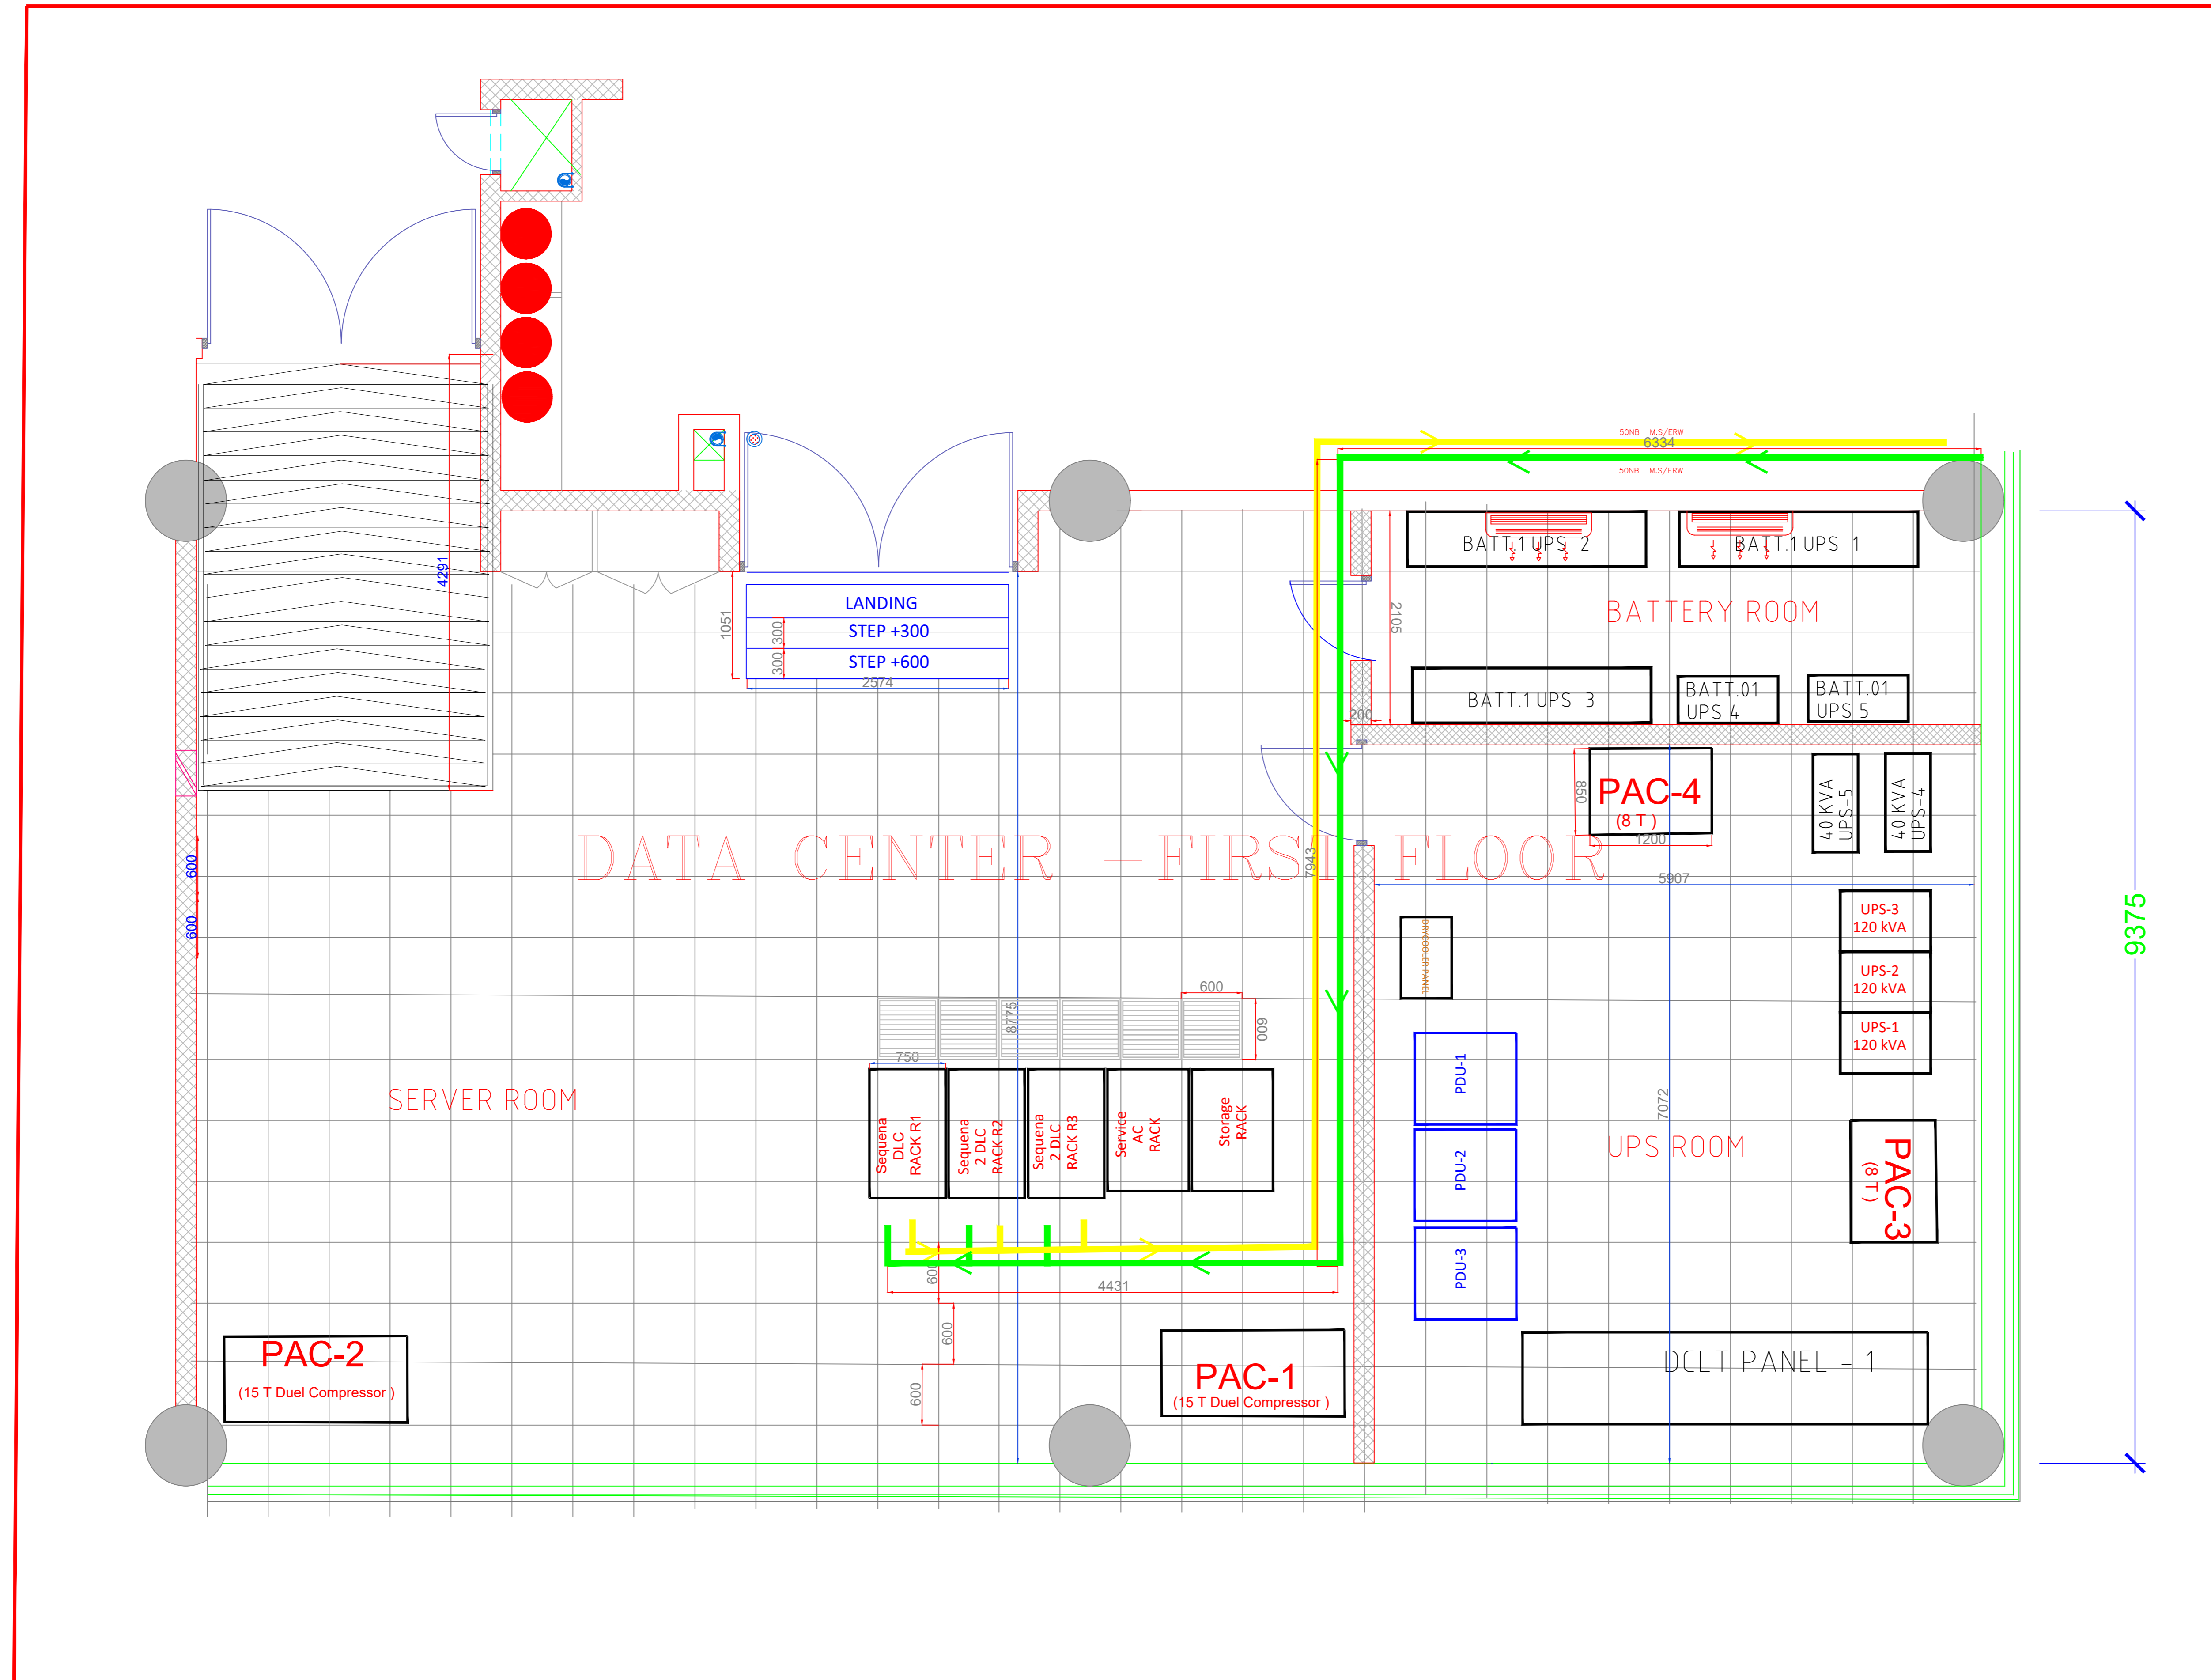 50NB M.S/ERW
6334
50NB M.S/ERW
BATT.1 UPS 2
BATT.1 UPS 1
4291
LANDING
STEP +300
STEP +600
1051
300
300
2574
2105
BATTERY ROOM
BATT.1 UPS 3
BATT.01
UPS 4
BATT.01
UPS 5
200
PAC-4
(8 T )
850
1200
40 KVA
UPS-5
40 KVA
UPS-4
DATA CENTER - FIRST FLOOR
7943
5907
600
600
9375
UPS-3
120 kVA
UPS-2
120 kVA
UPS-1
120 kVA
DRYCOOLER PANEL
600
600
8775
750
SERVER ROOM
Sequena
DLC
RACK R1
Sequena
2 DLC
RACK R2
Sequena
2 DLC
RACK R3
Service
AC
RACK
Storage
RACK
PDU-1
PDU-2
PDU-3
7072
UPS ROOM
PAC-3
(8 T )
600
4431
600
600
PAC-2
(15 T Duel Compressor )
PAC-1
(15 T Duel Compressor )
DCLT PANEL - 1